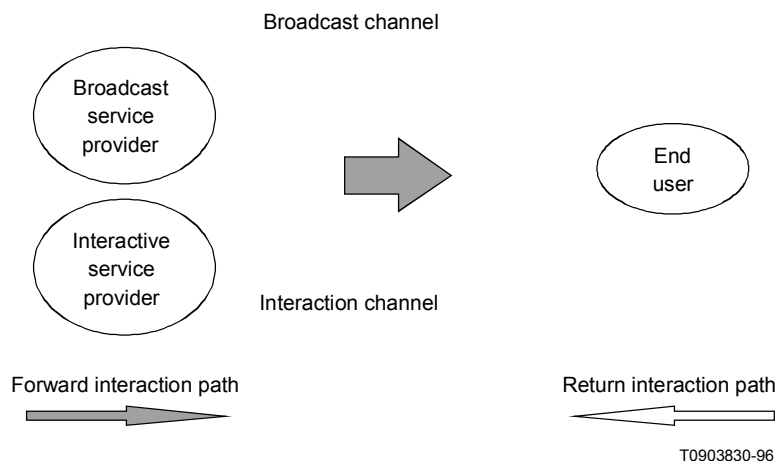 Broadcast channel
Broadcast
service
provider
End
user
Interactive
service
provider
Interaction channel
Forward interaction path
Return interaction path
T0903830-96